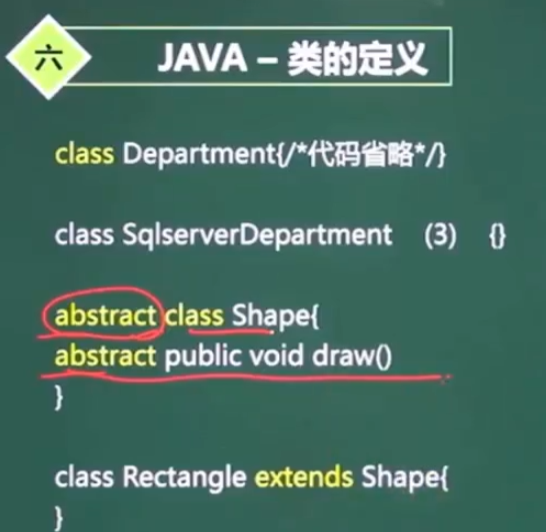 六
JAVA – 类的定义
class Department{/*代码省略*/}
class SqlserverDepartment (3) {}
abstract class Shape{
abstract public void draw()
}
class Rectangle extends Shape{
}